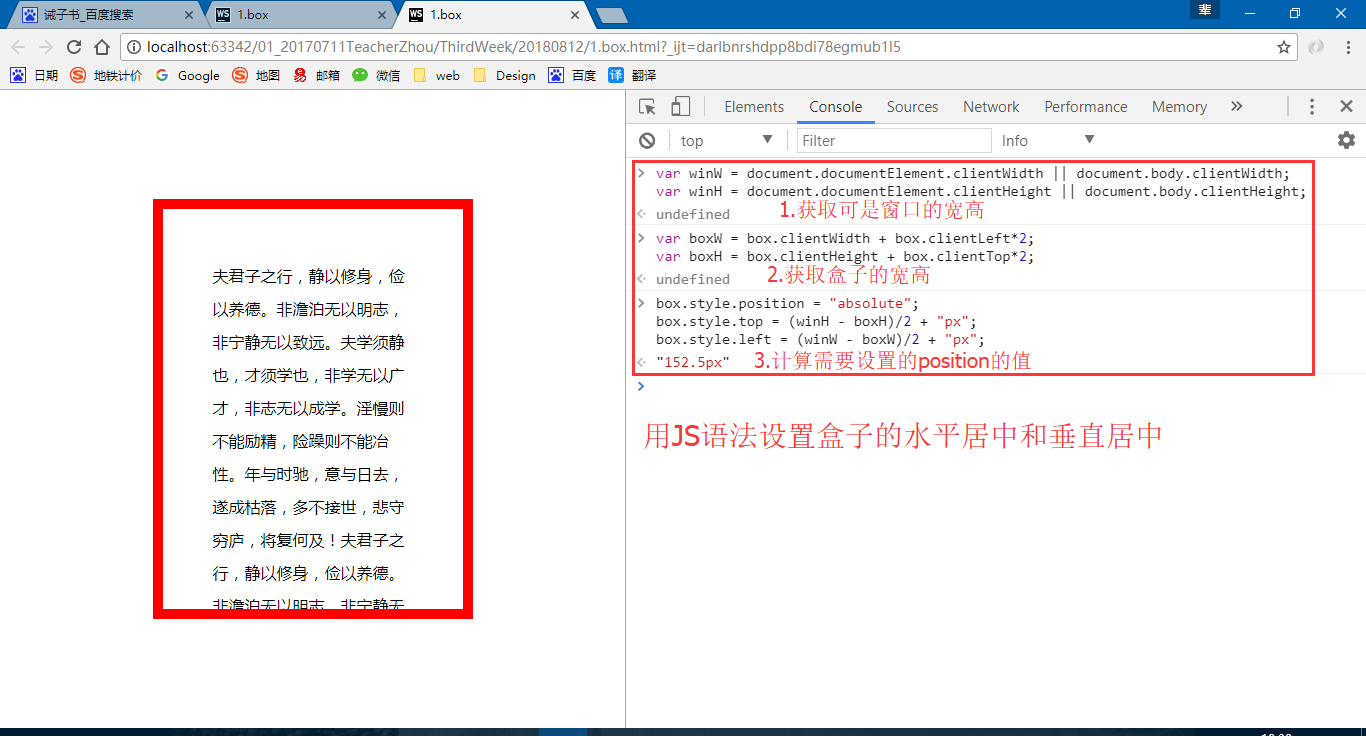 诫子书_百度搜索
1.box
1.box
辈
localhost:63342/01_20170711TeacherZhou/ThirdWeek/20180812/1.box.html?_ijt=darlbnrshdpp8bdi78egmub1l5
日期 地铁计价 Google 地图 邮箱 微信 web Design 百度 译 翻译
Elements Console Sources Network Performance Memory
top Filter Info
var winW = document.documentElement.clientWidth || document.body.clientWidth;
var winH = document.documentElement.clientHeight || document.body.clientHeight;
undefined 1.获取可是窗口的宽高
var boxW = box.clientWidth + box.clientLeft*2;
var boxH = box.clientHeight + box.clientTop*2;
undefined 2.获取盒子的宽高
box.style.position = "absolute";
box.style.top = (winH - boxH)/2 + "px";
box.style.left = (winW - boxW)/2 + "px";
"152.5px" 3.计算需要设置的position的值
用JS语法设置盒子的水平居中和垂直居中
夫君子之行，静以修身，俭
以养德。非澹泊无以明志，
非宁静无以致远。夫学须静
也，才须学也，非学无以广
才，非志无以成学。淫慢则
不能励精，险躁则不能冶
性。年与时驰，意与日去，
遂成枯落，多不接世，悲守
穷庐，将复何及！夫君子之
行，静以修身，俭以养德。
非澹泊无以明志，非宁静无